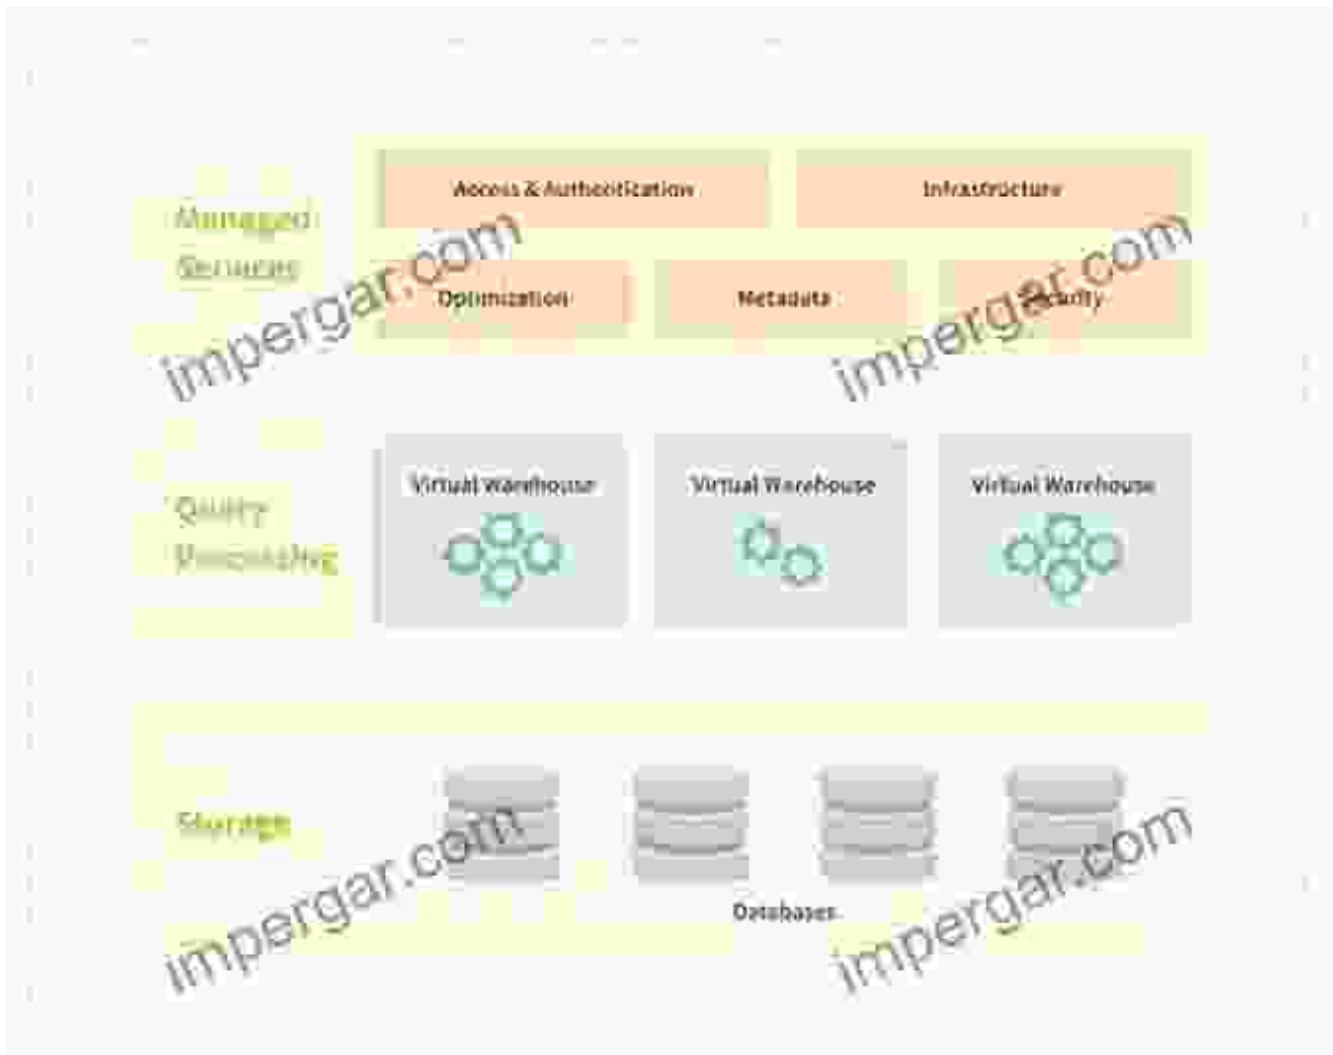 Access & Authentication
Infrastructure
Managed
Services
Optimization
Metadata
Security
Virtual Warehouse
Virtual Warehouse
Virtual Warehouse
Query
Processing
Storage
Databases
impergar.com
impergar.com
impergar.com
impergar.com